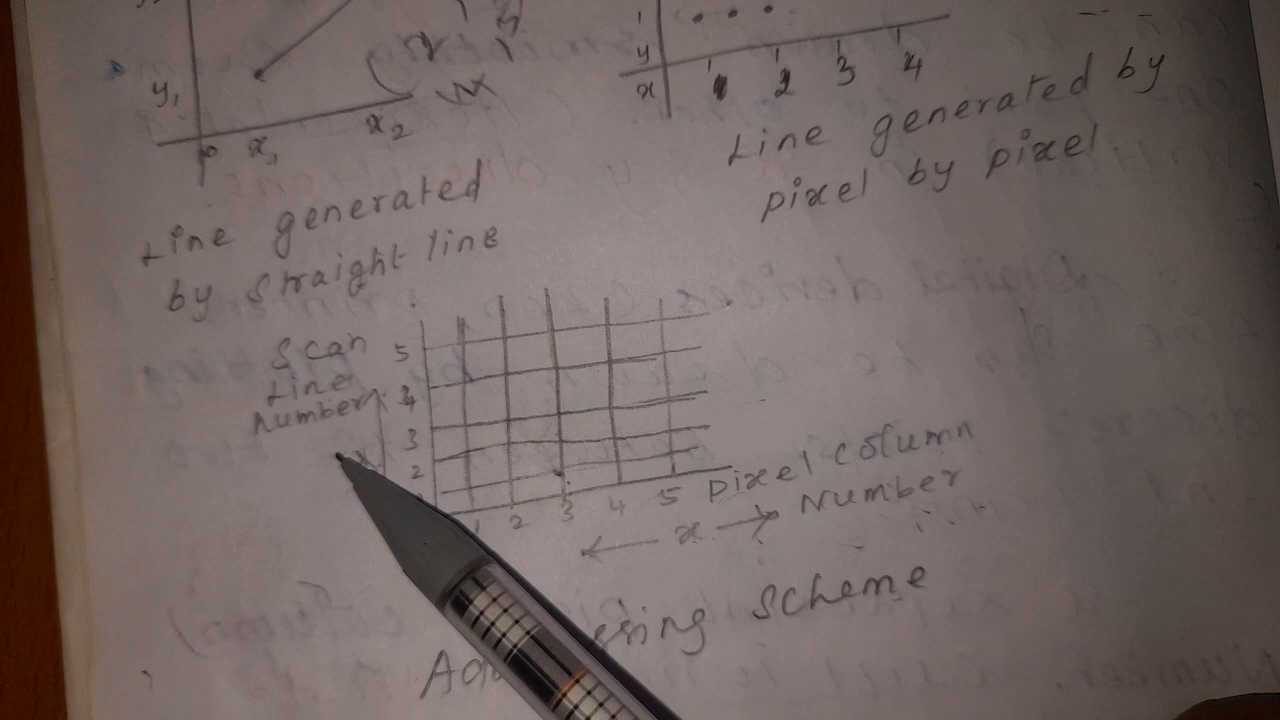 y₁
x₁ x₂
1
y
x 1 2 3 4
Line generated
by straight line
Line generated by
pixel by pixel.
Scan
Line
Number
5
4
3
2
1 2 3 4 5
Pixel column
Number
← x →
Scheme